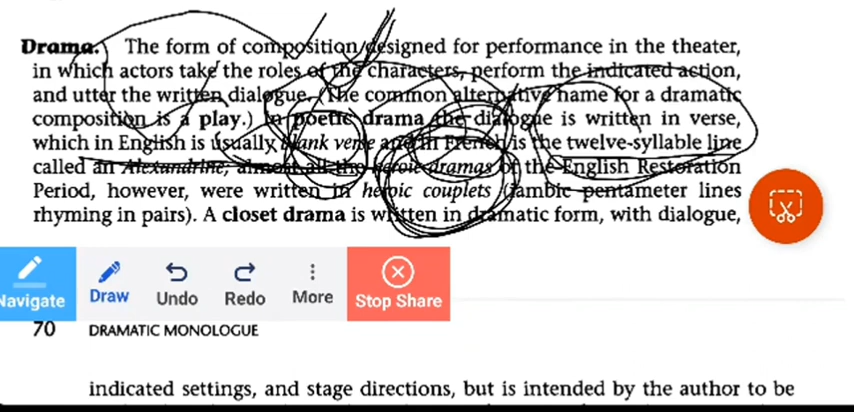 Drama. The form of composition designed for performance in the theater,
in which actors take the roles of the characters, perform the indicated action,
and utter the written dialogue. (The common alternative name for a dramatic
composition is a play.) In poetic drama the dialogue is written in verse,
which in English is usually blank verse and in French is the twelve-syllable line
called an Alexandrine; almost all the heroic dramas of the English Restoration
Period, however, were written in heroic couplets (iambic pentameter lines
rhyming in pairs). A closet drama is written in dramatic form, with dialogue,
Navigate Draw Undo Redo More Stop Share
70 DRAMATIC MONOLOGUE
indicated settings, and stage directions, but is intended by the author to be